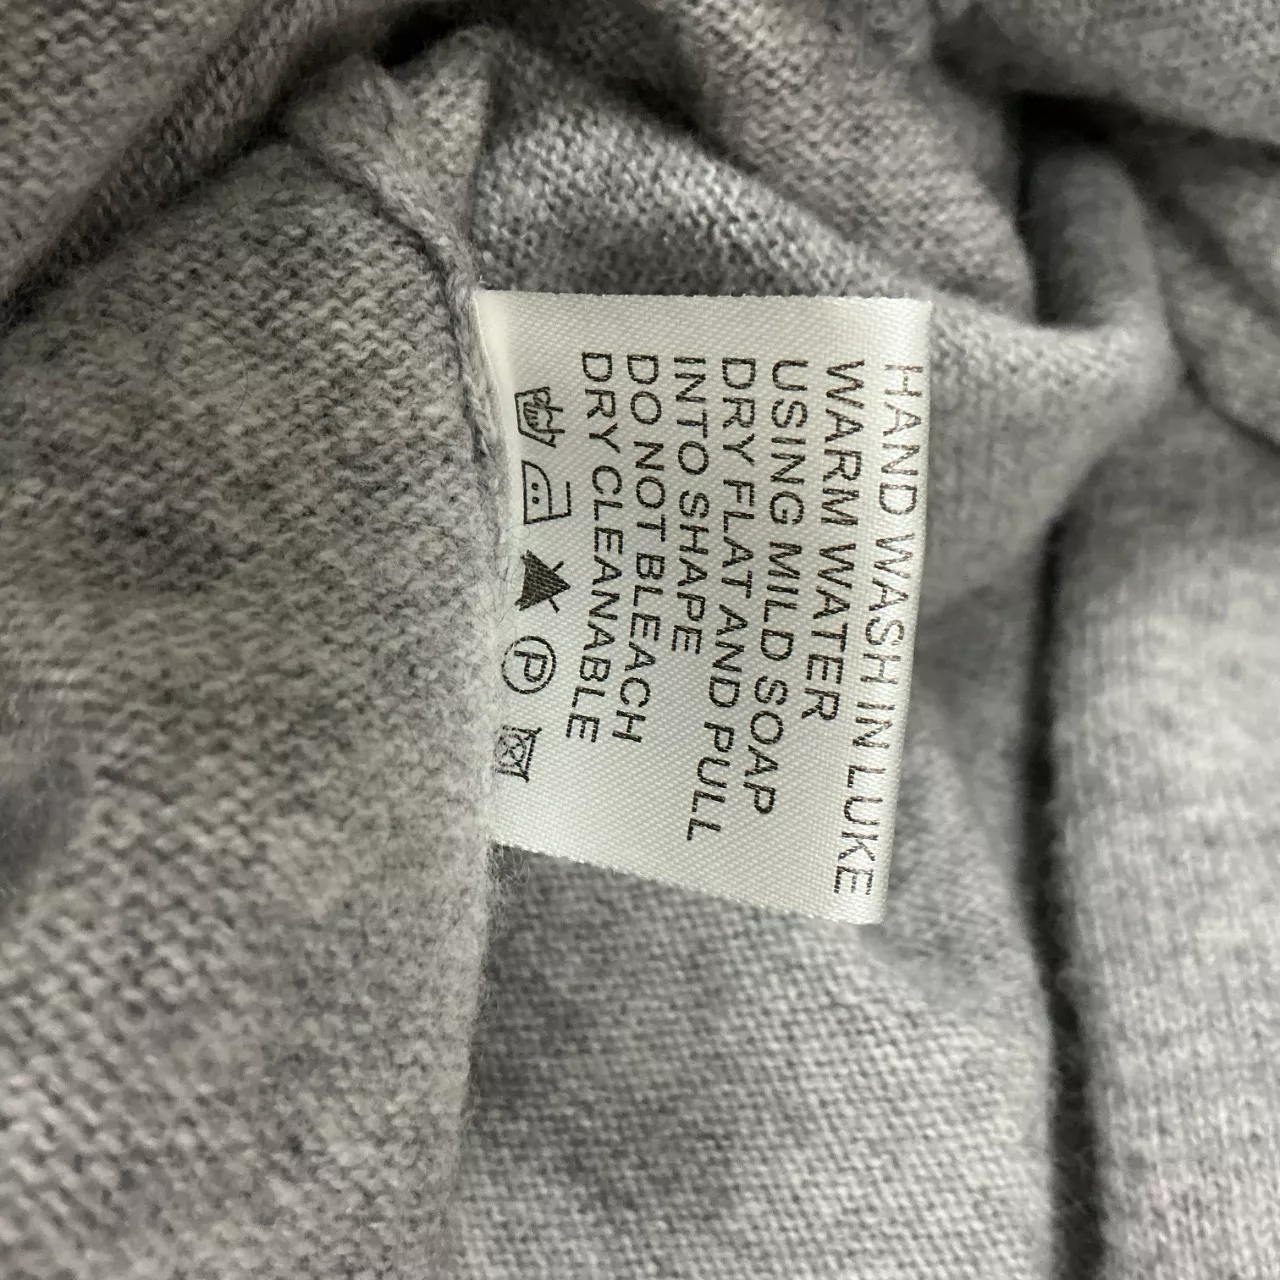 HAND WASH IN LUKE
WARM WATER
USING MILD SOAP
DRY FLAT AND PULL
INTO SHAPE
DO NOT BLEACH
DRY CLEANABLE
P